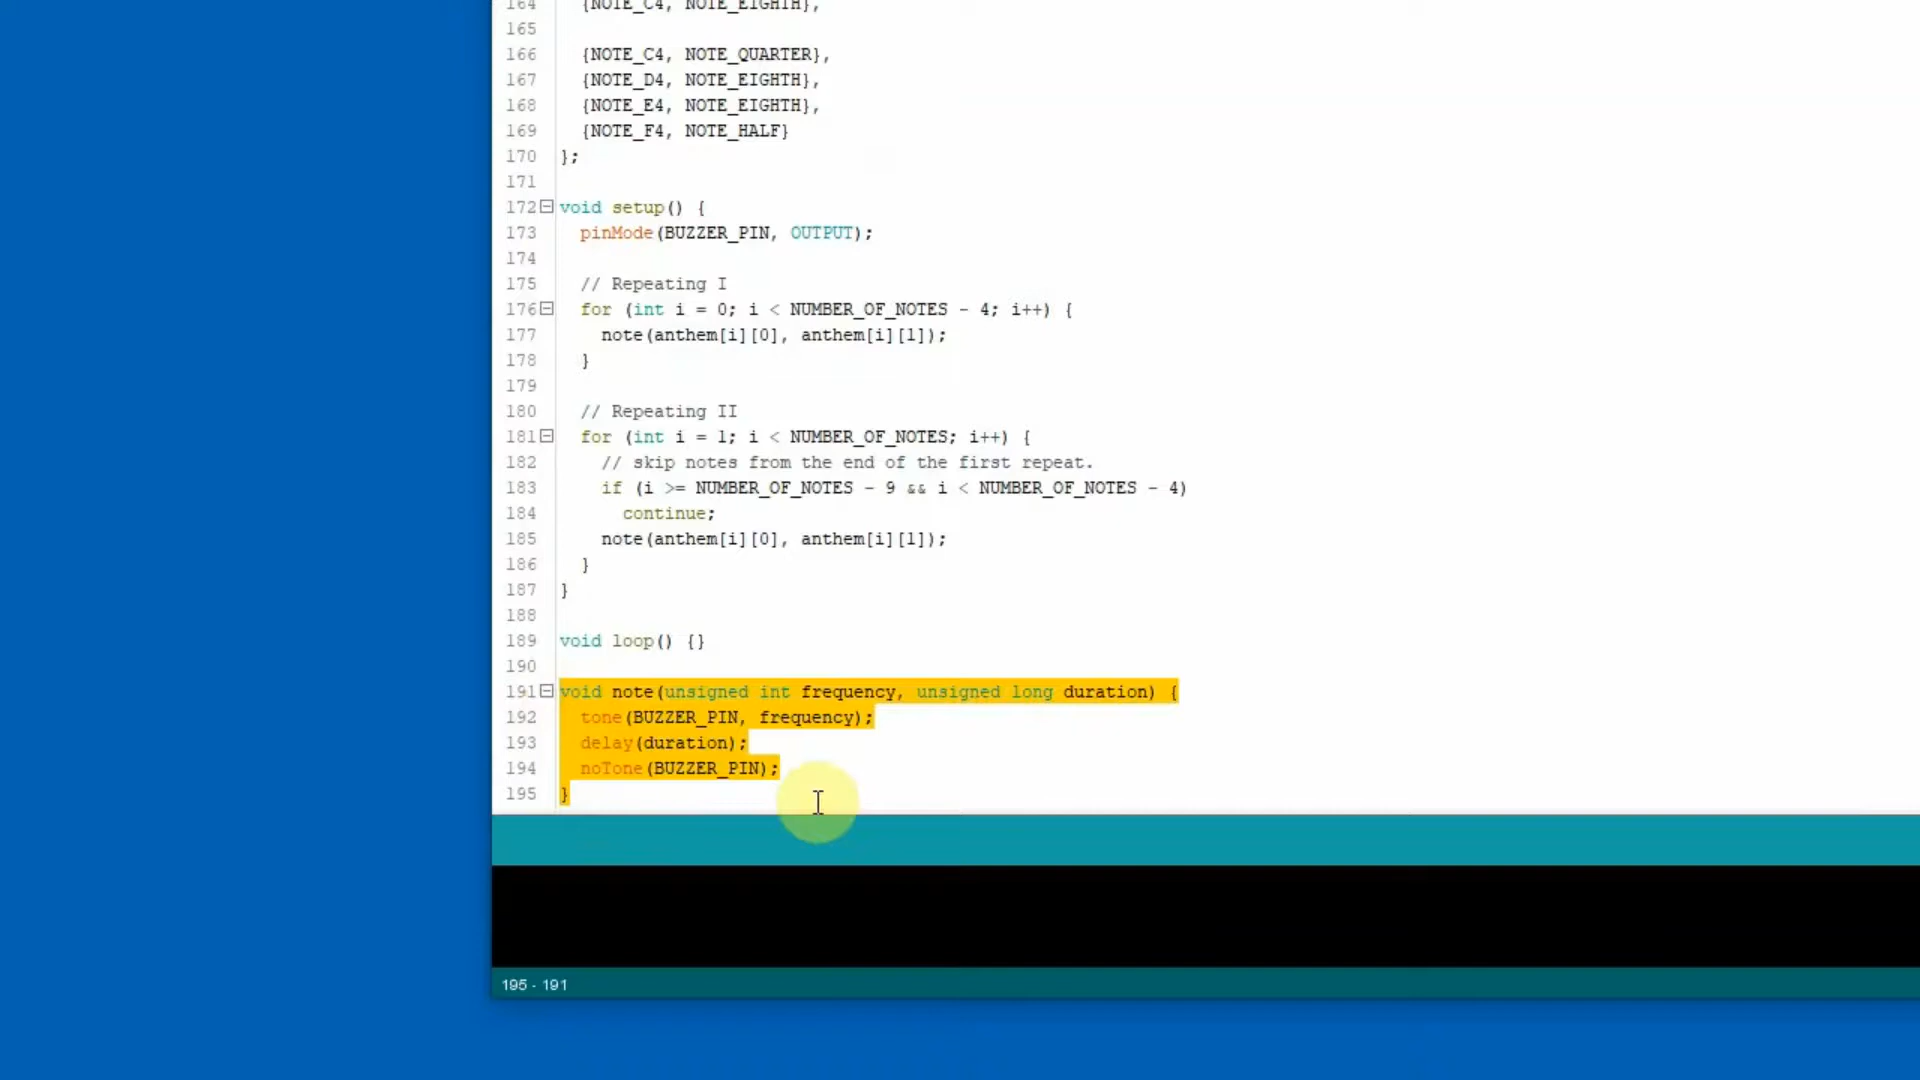 164 {NOTE_C4, NOTE_EIGHTH},
165
166 {NOTE_C4, NOTE_QUARTER},
167 {NOTE_D4, NOTE_EIGHTH},
168 {NOTE_E4, NOTE_EIGHTH},
169 {NOTE_F4, NOTE_HALF}
170 };
171
172 void setup() {
173 pinMode(BUZZER_PIN, OUTPUT);
174
175 // Repeating I
176 for (int i = 0; i < NUMBER_OF_NOTES - 4; i++) {
177 note(anthem[i][0], anthem[i][1]);
178 }
179
180 // Repeating II
181 for (int i = 1; i < NUMBER_OF_NOTES; i++) {
182 // skip notes from the end of the first repeat.
183 if (i >= NUMBER_OF_NOTES - 9 && i < NUMBER_OF_NOTES - 4)
184 continue;
185 note(anthem[i][0], anthem[i][1]);
186 }
187 }
188
189 void loop() {}
190
191 void note(unsigned int frequency, unsigned long duration) {
192 tone(BUZZER_PIN, frequency);
193 delay(duration);
194 noTone(BUZZER_PIN);
195 }
195 - 191